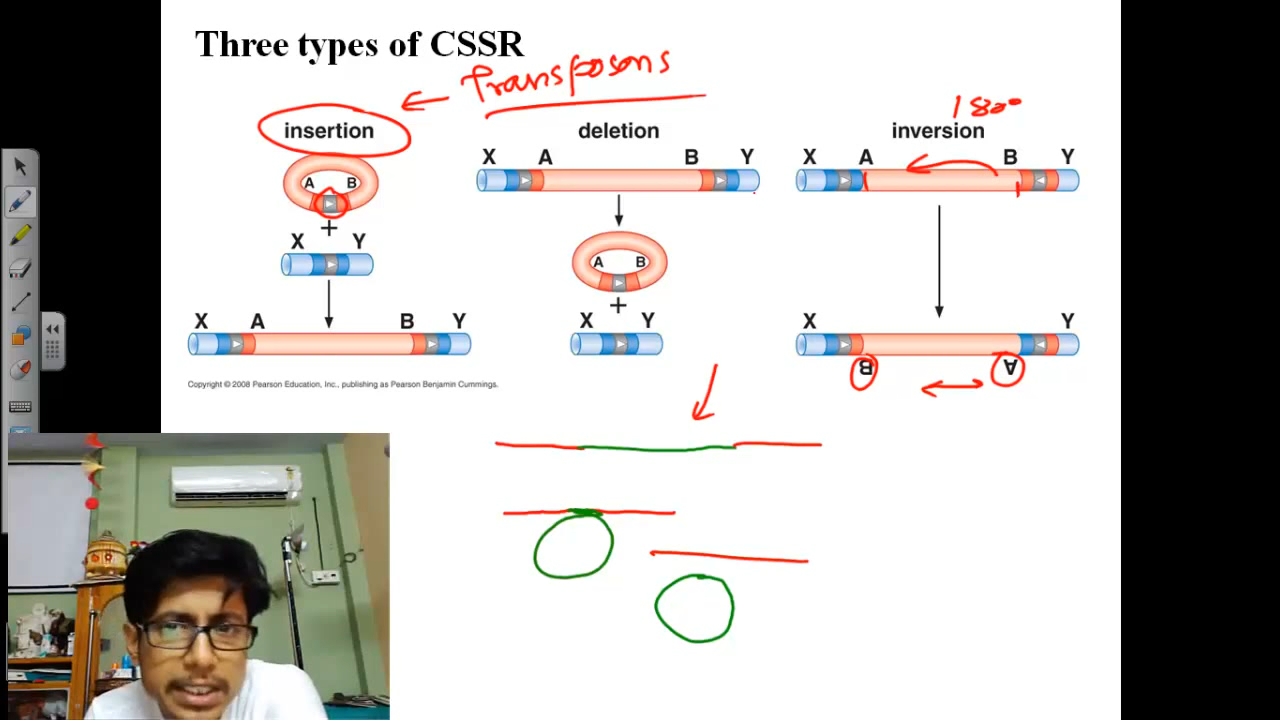 Three types of CSSR
Transposons
insertion
A B
+
X Y
X A B Y
deletion
X A B Y
A B
+
X Y
180°
inversion
X A B Y
X Y
B A
Copyright © 2008 Pearson Education, Inc., publishing as Pearson Benjamin Cummings.